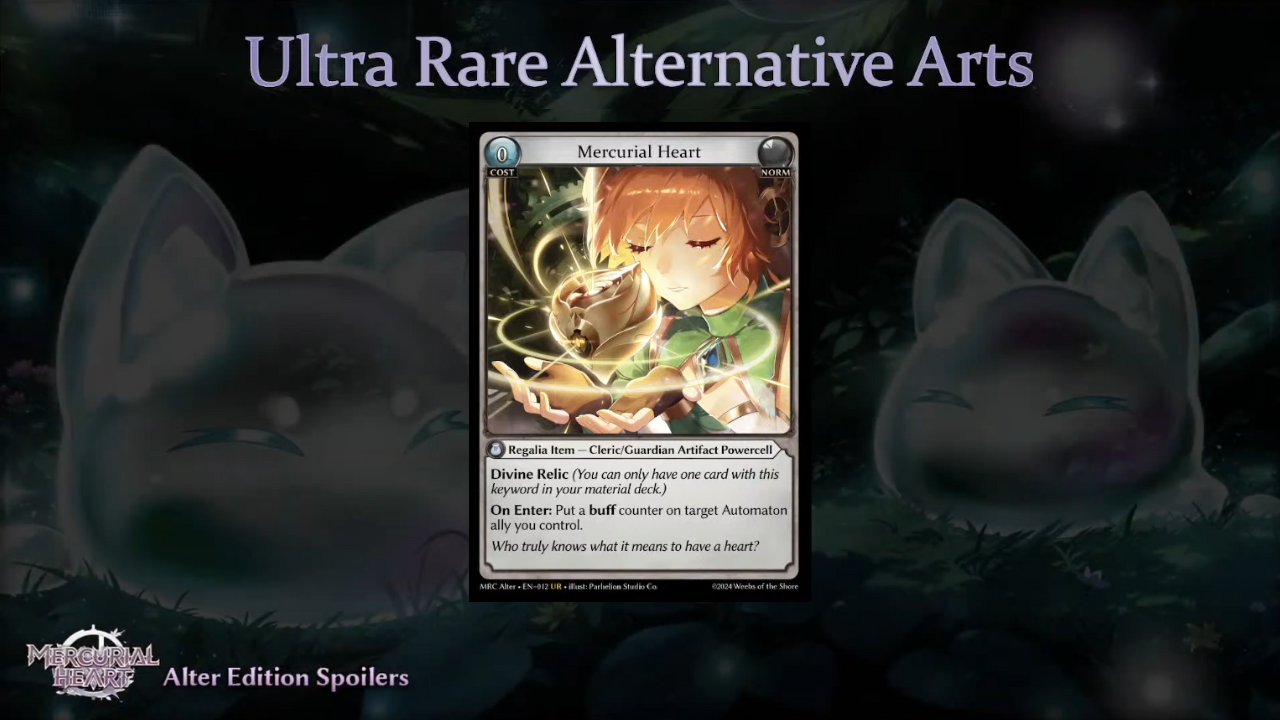 Ultra Rare Alternative Arts
0
Mercurial Heart
COST
NORM
Regalia Item — Cleric/Guardian Artifact Powercell
Divine Relic (You can only have one card with this
keyword in your material deck.)
On Enter: Put a buff counter on target Automaton
ally you control.
Who truly knows what it means to have a heart?
MRC Alter • EN-012 UR • illust: Parhelion Studio Co.
©2024 Weebs of the Shore
MERCURIAL
HEART
Alter Edition Spoilers